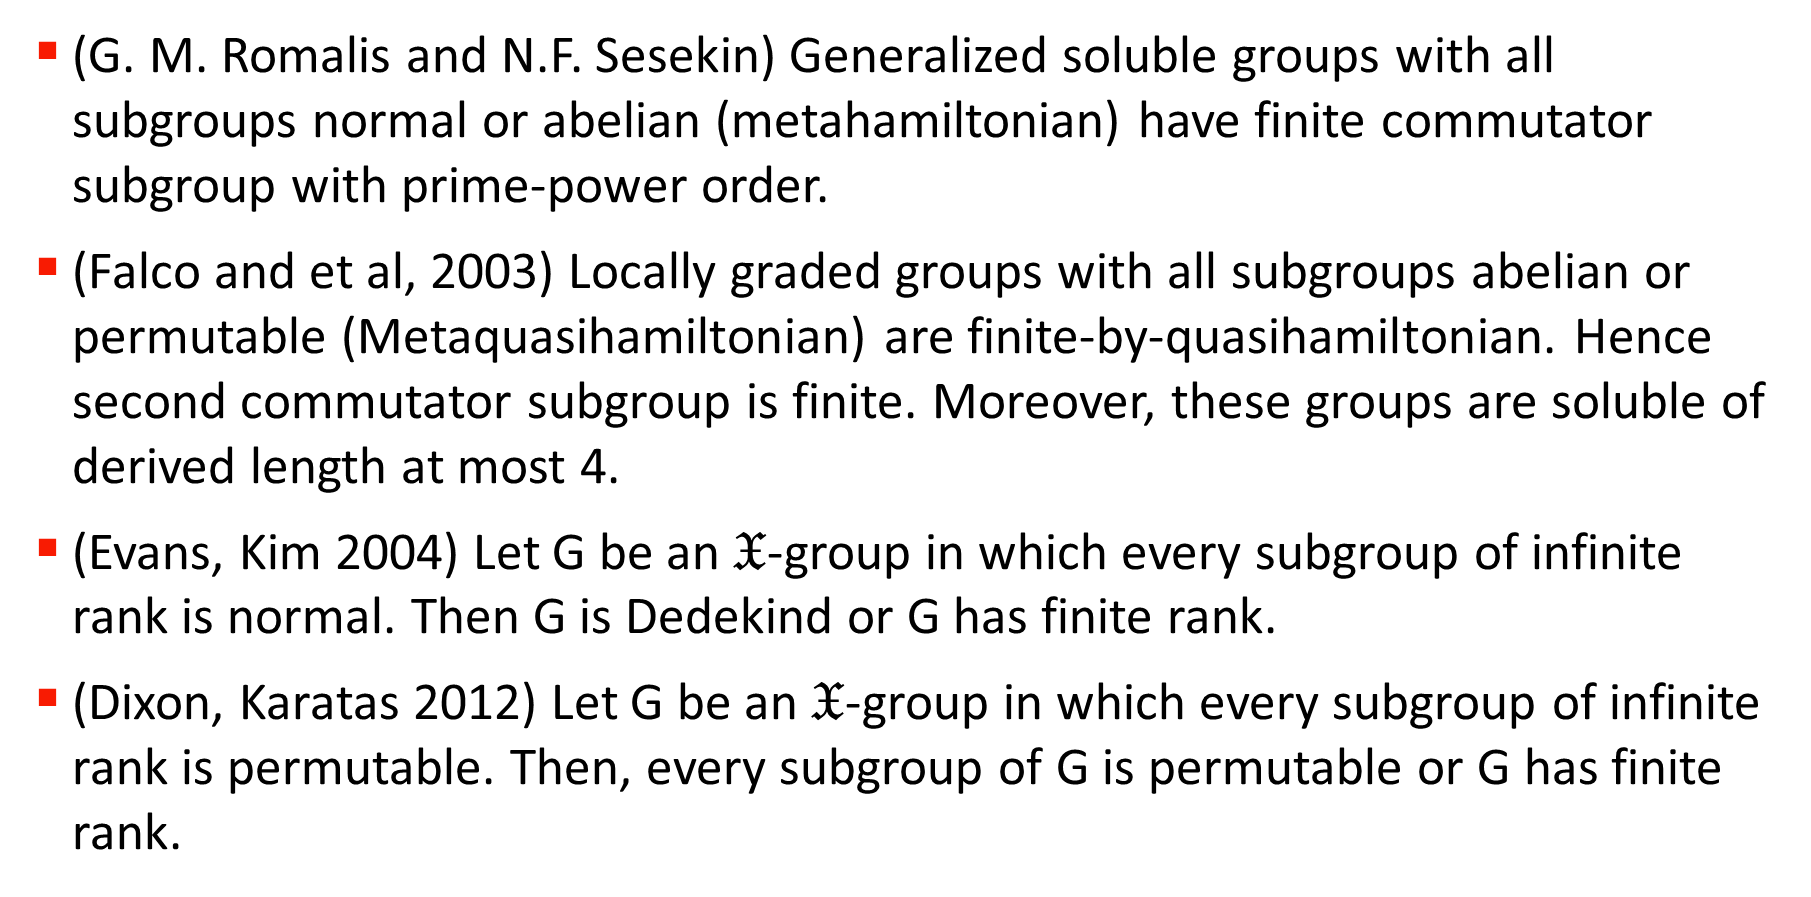 ▪ (G. M. Romalis and N.F. Sesekin) Generalized soluble groups with all
subgroups normal or abelian (metahamiltonian) have finite commutator
subgroup with prime-power order.
▪ (Falco and et al, 2003) Locally graded groups with all subgroups abelian or
permutable (Metaquasihamiltonian) are finite-by-quasihamiltonian. Hence
second commutator subgroup is finite. Moreover, these groups are soluble of
derived length at most 4.
▪ (Evans, Kim 2004) Let G be an 𝔛-group in which every subgroup of infinite
rank is normal. Then G is Dedekind or G has finite rank.
▪ (Dixon, Karatas 2012) Let G be an 𝔛-group in which every subgroup of infinite
rank is permutable. Then, every subgroup of G is permutable or G has finite
rank.